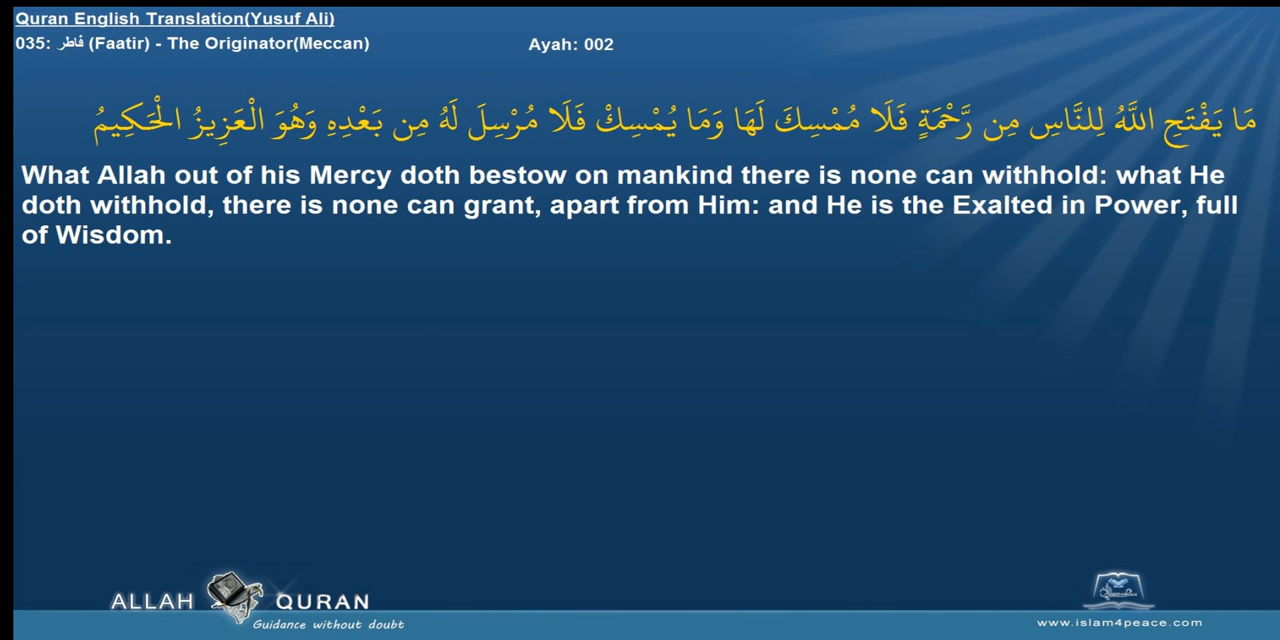 Quran English Translation(Yusuf Ali)
035: فاطر (Faatir) - The Originator(Meccan) Ayah: 002
مَا يَفْتَحِ اللَّهُ لِلنَّاسِ مِن رَّحْمَةٍ فَلَا مُمْسِكَ لَهَا وَمَا يُمْسِكْ فَلَا مُرْسِلَ لَهُ مِن بَعْدِهِ وَهُوَ الْعَزِيزُ الْحَكِيمُ
What Allah out of his Mercy doth bestow on mankind there is none can withhold: what He
doth withhold, there is none can grant, apart from Him: and He is the Exalted in Power, full
of Wisdom.
ALLAH QURAN
Guidance without doubt
www.islam4peace.com